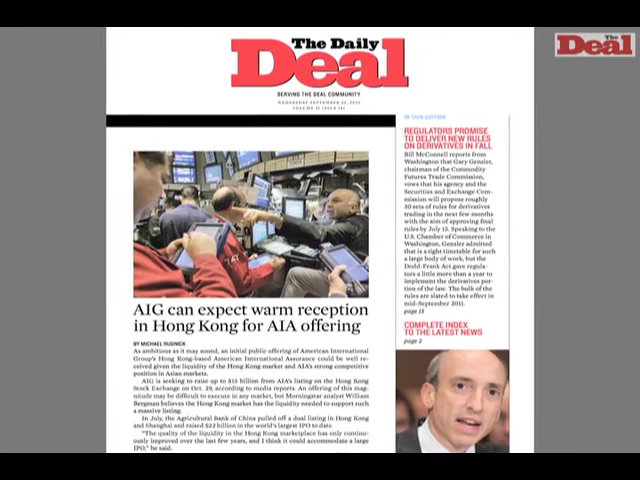 The Daily
Deal
The
Deal
SERVING THE DEAL COMMUNITY
WEDNESDAY SEPTEMBER 22, 2010
IN THIS EDITION
REGULATORS PROMISE
TO DELIVER NEW RULES
ON DERIVATIVES IN FALL
Bill McConnell reports from
Washington that Gary Gensler,
chairman of the Commodity
Futures Trade Commission,
vows that his agency and the
Securities and Exchange Com-
mission will propose roughly
30 sets of rules for derivatives
trading in the next few months
with the aim of approving final
rules by July 15. Speaking to the
U.S. Chamber of Commerce in
Washington, Gensler admitted
that is a tight timetable for such
a large body of work, but the
Dodd-Frank Act gave regula-
tors a little more than a year to
implement the derivatives por-
tion of the law. The bulk of the
rules are slated to take effect in
mid-September 2011.
COMPLETE INDEX
TO THE LATEST NEWS
page 2
AIG can expect warm reception
in Hong Kong for AIA offering
BY MICHAEL RUDNICK
As ambitious as it may sound, an initial public offering of American International
Group's Hong Kong-based American International Assurance could be well re-
ceived given the liquidity of the Hong Kong market and AIA's strong competitive
position in Asian markets.
AIG is seeking to raise up to $15 billion from AIA's listing on the Hong Kong
Stock Exchange on Oct. 29, according to media reports. An offering of this mag-
nitude may be difficult to execute in any market, but Morningstar analyst William
Bergman believes the Hong Kong market has the liquidity needed to support such
a massive listing.
In July, the Agricultural Bank of China pulled off a dual listing in Hong Kong
and Shanghai and raised $22 billion in the world's largest IPO to date.
"The quality of the liquidity in the Hong Kong marketplace has only continu-
ously improved over the last few years, and I think it could accommodate a large
IPO," he said.